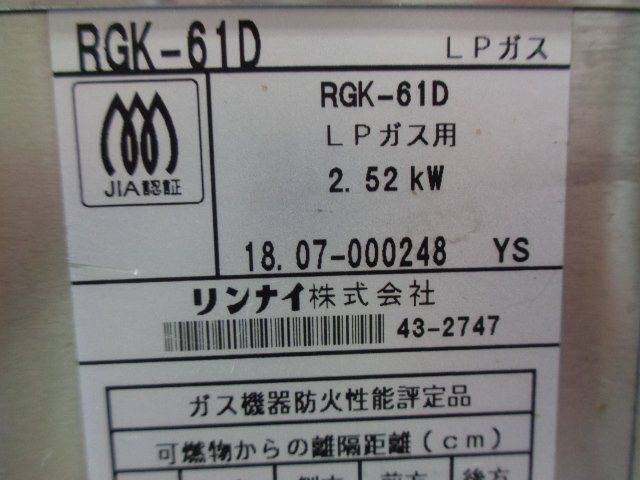 RGK-61D LPガス
JIA認証
RGK-61D
LPガス用
2.52kW
18.07-000248 YS
リンナイ株式会社
43-2747
ガス機器防火性能評定品
可燃物からの離隔距離(cm)